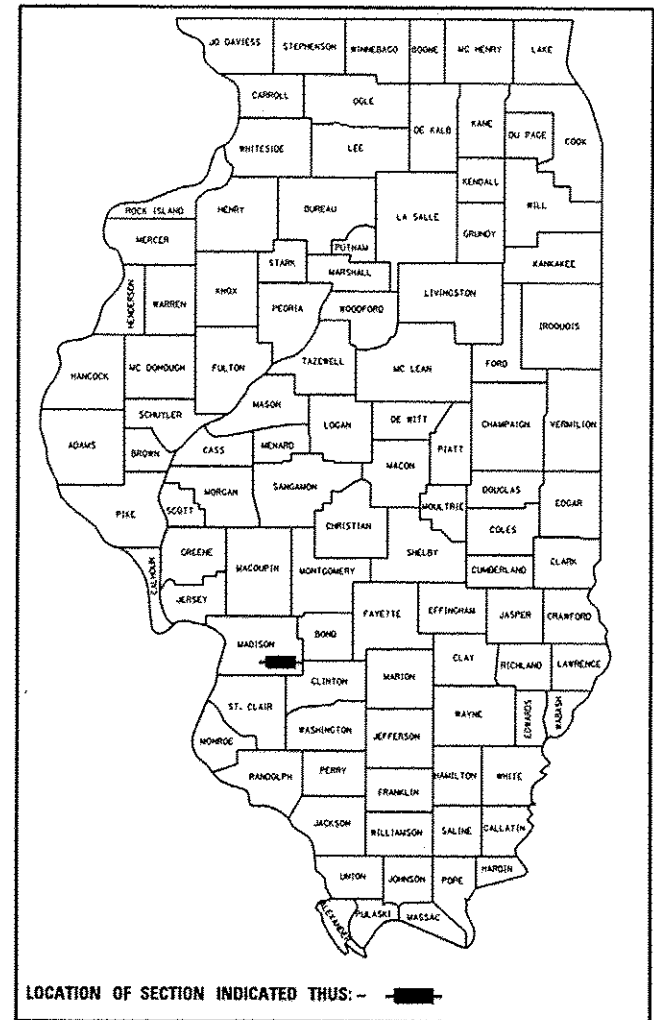 JO DAVIESS STEPHENSON WINNEBAGO BOONE MC HENRY LAKE
CARROLL OGLE DE KALB KANE DU PAGE COOK
WHITESIDE LEE
KENDALL WILL
ROCK ISLAND HENRY BUREAU LA SALLE GRUNDY
MERCER PUTNAM
STARK MARSHALL KANKAKEE
HENDERSON WARREN KNOX PEORIA WOODFORD LIVINGSTON IROQUOIS
HANCOCK MC DONOUGH FULTON TAZEWELL MC LEAN FORD
MASON
SCHUYLER LOGAN DE WITT CHAMPAIGN VERMILION
ADAMS BROWN CASS MENARD PIATT
MACON
PIKE SCOTT MORGAN SANGAMON MOULTRIE DOUGLAS EDGAR
CHRISTIAN COLES
CALHOUN GREENE MACOUPIN MONTGOMERY SHELBY CUMBERLAND CLARK
JERSEY
FAYETTE EFFINGHAM JASPER CRAWFORD
MADISON BOND
CLAY RICHLAND LAWRENCE
CLINTON MARION
ST. CLAIR WAYNE EDWARDS WABASH
MONROE WASHINGTON JEFFERSON
RANDOLPH PERRY HAMILTON WHITE
FRANKLIN
JACKSON WILLIAMSON SALINE GALLATIN
UNION JOHNSON POPE HARDIN
ALEXANDER PULASKI MASSAC
LOCATION OF SECTION INDICATED THUS: -